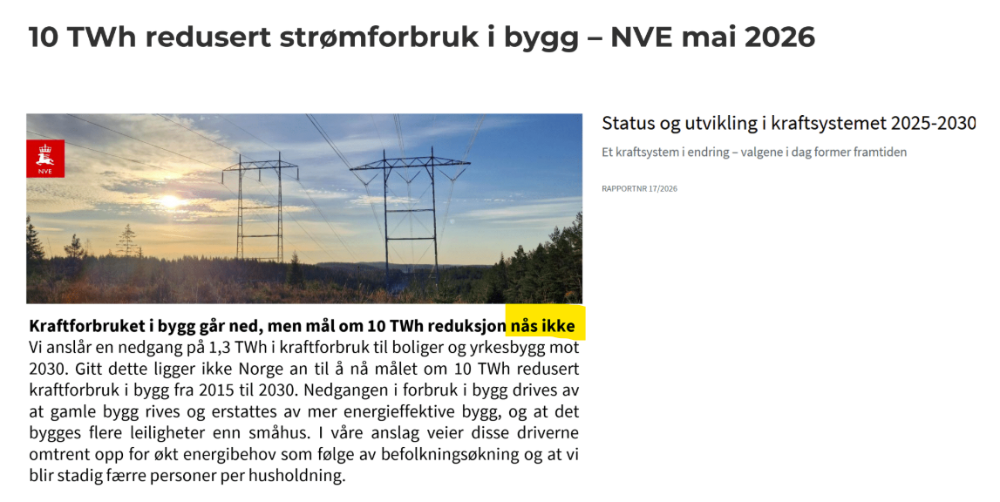 10 TWh redusert strømforbruk i bygg – NVE mai 2026
NVE
Status og utvikling i kraftsystemet 2025-2030
Et kraftsystem i endring – valgene i dag former framtiden
RAPPORTNR 17/2026
Kraftforbruket i bygg går ned, men mål om 10 TWh reduksjon nås ikke
Vi anslår en nedgang på 1,3 TWh i kraftforbruk til boliger og yrkesbygg mot
2030. Gitt dette ligger ikke Norge an til å nå målet om 10 TWh redusert
kraftforbruk i bygg fra 2015 til 2030. Nedgangen i forbruk i bygg drives av
at gamle bygg rives og erstattes av mer energieffektive bygg, og at det
bygges flere leiligheter enn småhus. I våre anslag veier disse driverne
omtrent opp for økt energibehov som følge av befolkningsøkning og at vi
blir stadig færre personer per husholdning.